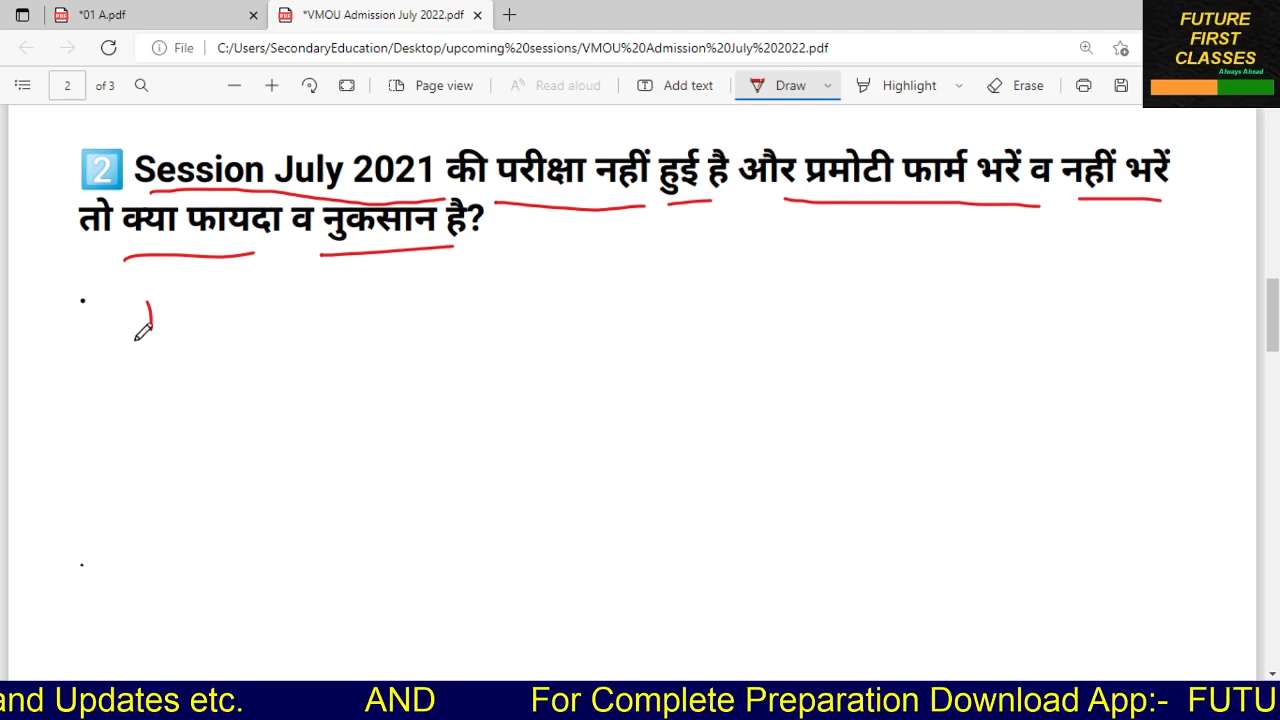 *01 A.pdf
*VMOU Admission July 2022.pdf
FUTURE
FIRST
CLASSES
Always Ahead
File C:/Users/SecondaryEducation/Desktop/upcoming%20sessions/VMOU%20Admission%20July%202022.pdf
2 of 3 Page view Read aloud Add text Draw Highlight Erase
2 Session July 2021 की परीक्षा नहीं हुई है और प्रमोटी फार्म भरें व नहीं भरें
तो क्या फायदा व नुकसान है?
and Updates etc. AND For Complete Preparation Download App:- FUTU